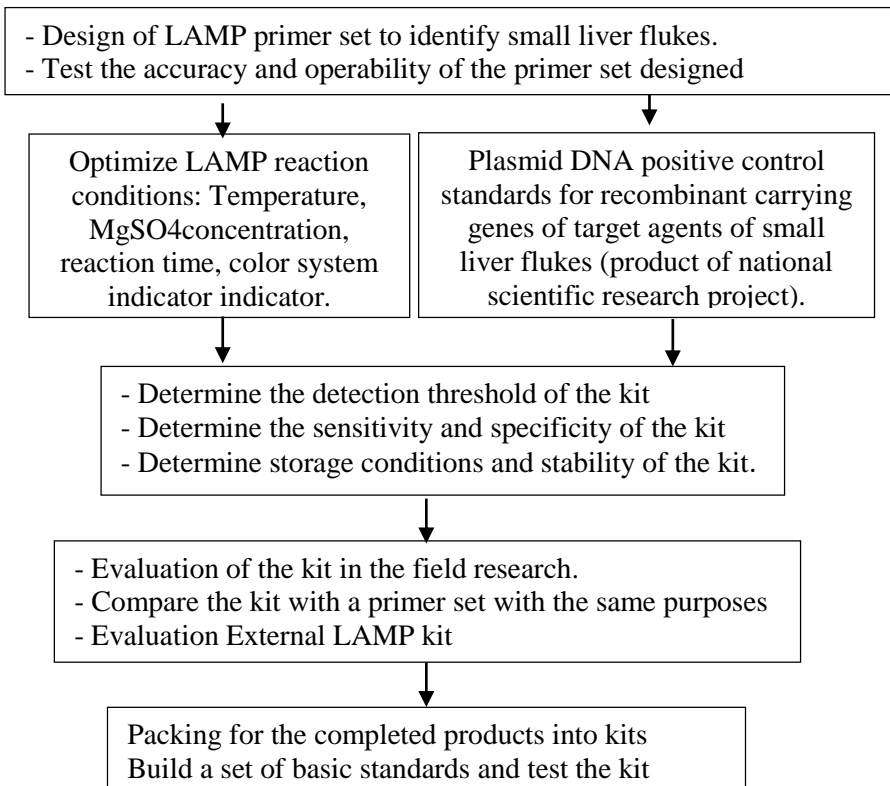 - Design of LAMP primer set to identify small liver flukes.
- Test the accuracy and operability of the primer set designed
Optimize LAMP reaction
conditions: Temperature,
MgSO4concentration,
reaction time, color system
indicator indicator.
Plasmid DNA positive control
standards for recombinant carrying
genes of target agents of small
liver flukes (product of national
scientific research project).
- Determine the detection threshold of the kit
- Determine the sensitivity and specificity of the kit
- Determine storage conditions and stability of the kit.
- Evaluation of the kit in the field research.
- Compare the kit with a primer set with the same purposes
- Evaluation External LAMP kit
Packing for the completed products into kits
Build a set of basic standards and test the kit